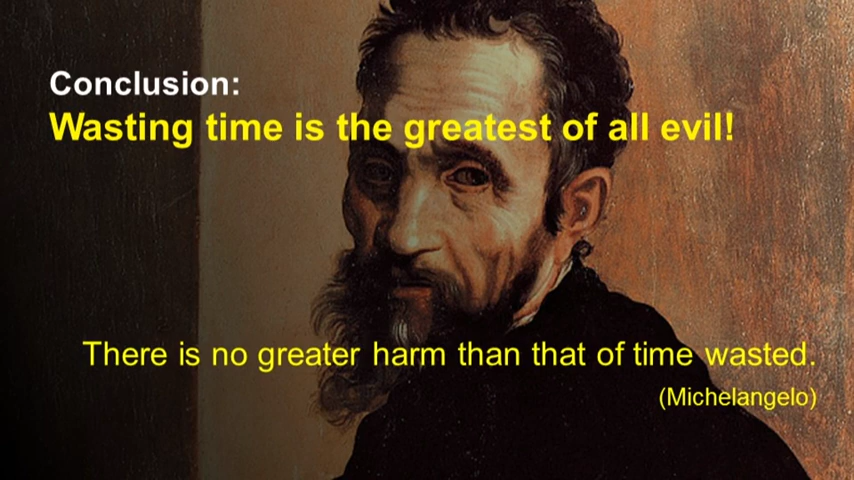 Conclusion:
Wasting time is the greatest of all evil!
There is no greater harm than that of time wasted.
(Michelangelo)